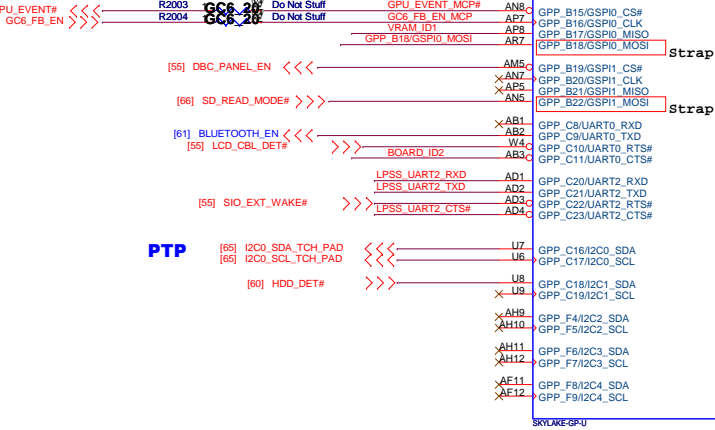 PU_EVENT# R2003 GC6_20 Do Not Stuff GPU_EVENT_MCP# AN8 GPP_B15/GSPI0_CS#
GC6_FB_EN R2004 GC6_20 Do Not Stuff GC6_FB_EN_MCP AP7 GPP_B16/GSPI0_CLK
VRAM_ID1 AP8 GPP_B17/GSPI0_MISO
GPP_B18/GSPI0_MOSI AR7 GPP_B18/GSPI0_MOSI
Strap
[55] DBC_PANEL_EN AM5 GPP_B19/GSPI1_CS#
AN7 GPP_B20/GSPI1_CLK
AP5 GPP_B21/GSPI1_MISO
[66] SD_READ_MODE# AN5 GPP_B22/GSPI1_MOSI
Strap
AB1 GPP_C8/UART0_RXD
[61] BLUETOOTH_EN AB2 GPP_C9/UART0_TXD
[55] LCD_CBL_DET# W4 GPP_C10/UART0_RTS#
BOARD_ID2 AB3 GPP_C11/UART0_CTS#
LPSS_UART2_RXD AD1 GPP_C20/UART2_RXD
LPSS_UART2_TXD AD2 GPP_C21/UART2_TXD
[55] SIO_EXT_WAKE# AD3 GPP_C22/UART2_RTS#
LPSS_UART2_CTS# AD4 GPP_C23/UART2_CTS#
PTP
[65] I2C0_SDA_TCH_PAD U7 GPP_C16/I2C0_SDA
[65] I2C0_SCL_TCH_PAD U6 GPP_C17/I2C0_SCL
[60] HDD_DET# U8 GPP_C18/I2C1_SDA
U9 GPP_C19/I2C1_SCL
AH9 GPP_F4/I2C2_SDA
AH10 GPP_F5/I2C2_SCL
AH11 GPP_F6/I2C3_SDA
AH12 GPP_F7/I2C3_SCL
AF11 GPP_F8/I2C4_SDA
AF12 GPP_F9/I2C4_SCL
SKYLAKE-GP-U